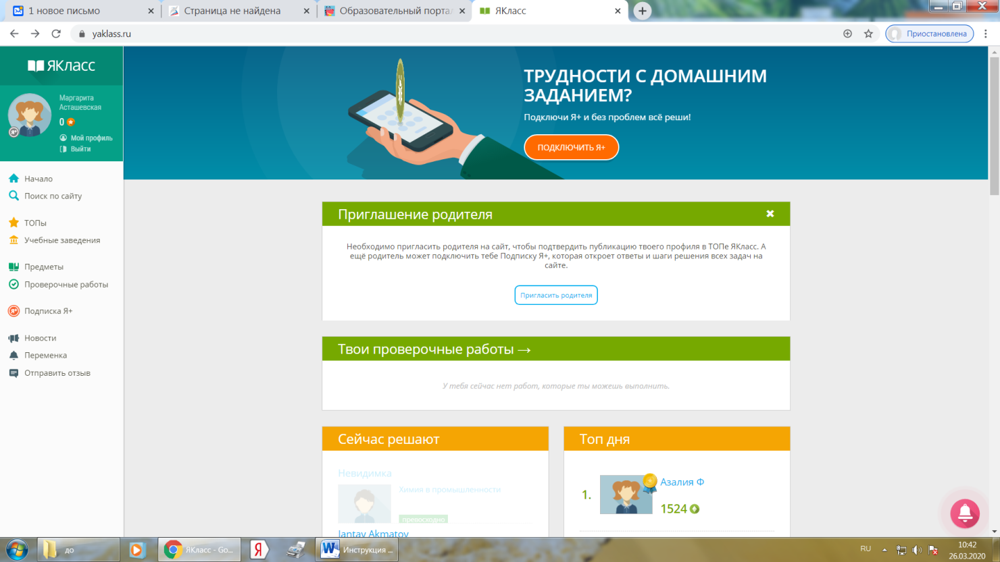 1 новое письмо
Страница не найдена
Образовательный портал
ЯКласс
yaklass.ru
Приостановлена
ЯКласс
Маргарита
Асташевская
0
Я+
Мой профиль
Выйти
Начало
Поиск по сайту
ТОПы
Учебные заведения
Предметы
Проверочные работы
Я+ Подписка Я+
Новости
Переменка
Отправить отзыв
ТРУДНОСТИ С ДОМАШНИМ
ЗАДАНИЕМ?
Подключи Я+ и без проблем всё реши!
ПОДКЛЮЧИТЬ Я+
Приглашение родителя
Необходимо пригласить родителя на сайт, чтобы подтвердить публикацию твоего профиля в ТОПе ЯКласс. А
ещё родитель может подключить тебе Подписку Я+, которая откроет ответы и шаги решения всех задач на
сайте.
Пригласить родителя
Твои проверочные работы →
У тебя сейчас нет работ, которые ты можешь выполнить.
Сейчас решают
Невидимка
Химия в промышленности
превосходно
Jantay Akmatov
Топ дня
1.
Азалия Ф
1524
до
ЯКласс - Go...
Я
W
Инструкция ...
RU
10:42
26.03.2020